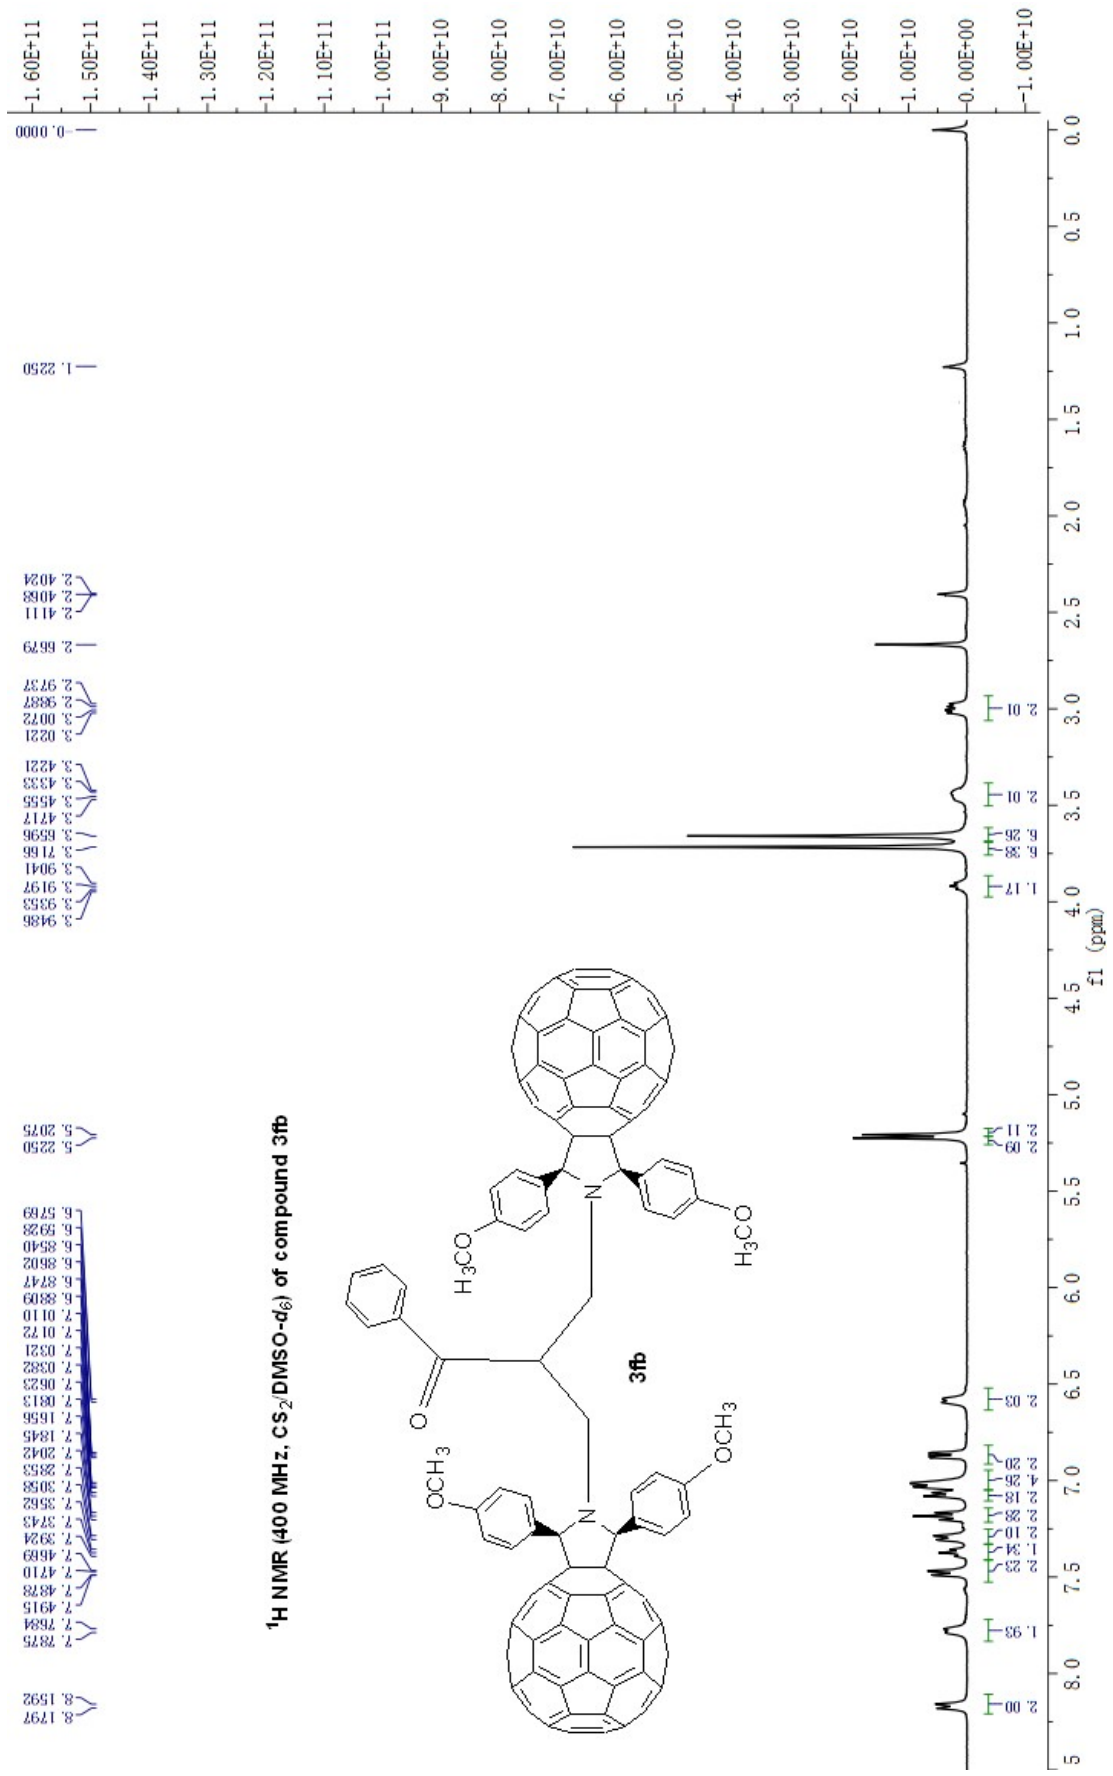 8.1797
8.1592
7.7875
7.7684
7.4915
7.4878
7.4710
7.4669
7.3924
7.3743
7.3562
7.3058
7.2853
7.2042
7.1845
7.1656
7.0813
7.0623
7.0382
7.0321
7.0172
7.0110
6.8809
6.8747
6.8602
6.8540
6.5928
6.5769
5.2250
5.2075
3.9486
3.9353
3.9197
3.9041
3.7166
3.6596
3.4717
3.4555
3.4333
3.4221
3.0221
3.0072
2.9887
2.9737
2.6679
2.4111
2.4068
2.4024
1.2250
-0.0000
¹H NMR (400 MHz, CS₂/DMSO-d₆) of compound 3fb
O
OCH₃
H₃CO
N
N
OCH₃
H₃CO
3fb
1.60E+11
1.50E+11
1.40E+11
1.30E+11
1.20E+11
1.10E+11
1.00E+11
9.00E+10
8.00E+10
7.00E+10
6.00E+10
5.00E+10
4.00E+10
3.00E+10
2.00E+10
1.00E+10
0.00E+00
-1.00E+10
2.00
1.93
2.23
1.34
2.10
2.28
2.18
4.26
2.20
2.03
2.09
2.11
1.17
6.38
6.26
2.01
2.01
5 8.0 7.5 7.0 6.5 6.0 5.5 5.0 4.5 4.0 3.5 3.0 2.5 2.0 1.5 1.0 0.5 0.0
f1 (ppm)